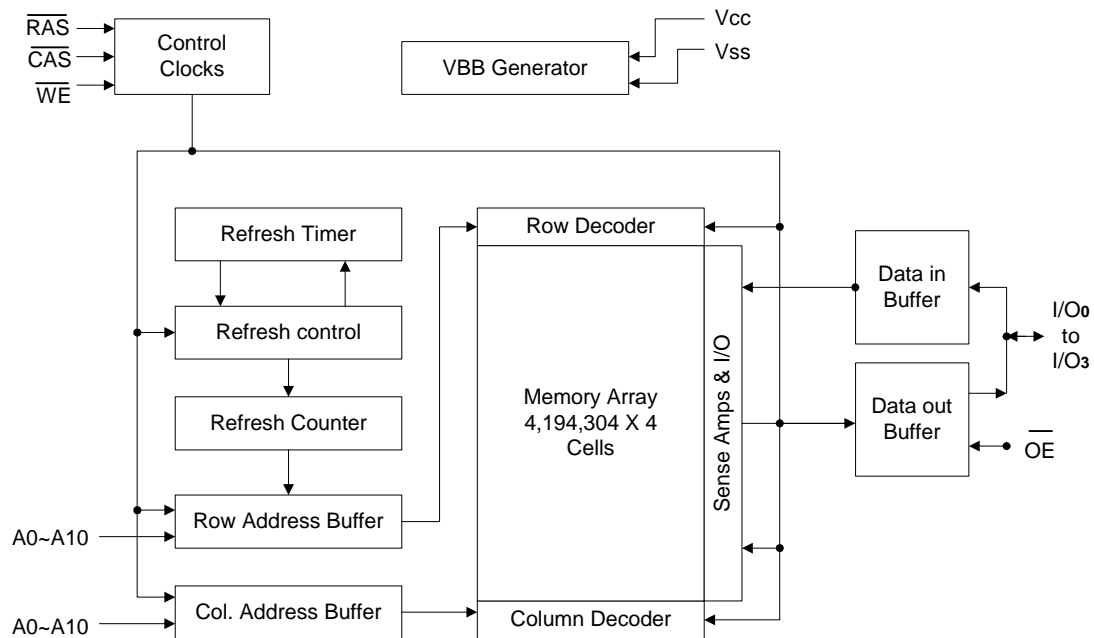 RAS
CAS
WE
Control
Clocks
VBB Generator
Vcc
Vss
Refresh Timer
Refresh control
Refresh Counter
Row Address Buffer
A0~A10
Col. Address Buffer
A0~A10
Row Decoder
Memory Array
4,194,304 X 4
Cells
Column Decoder
Sense Amps & I/O
Data in
Buffer
Data out
Buffer
I/O0
to
I/O3
OE